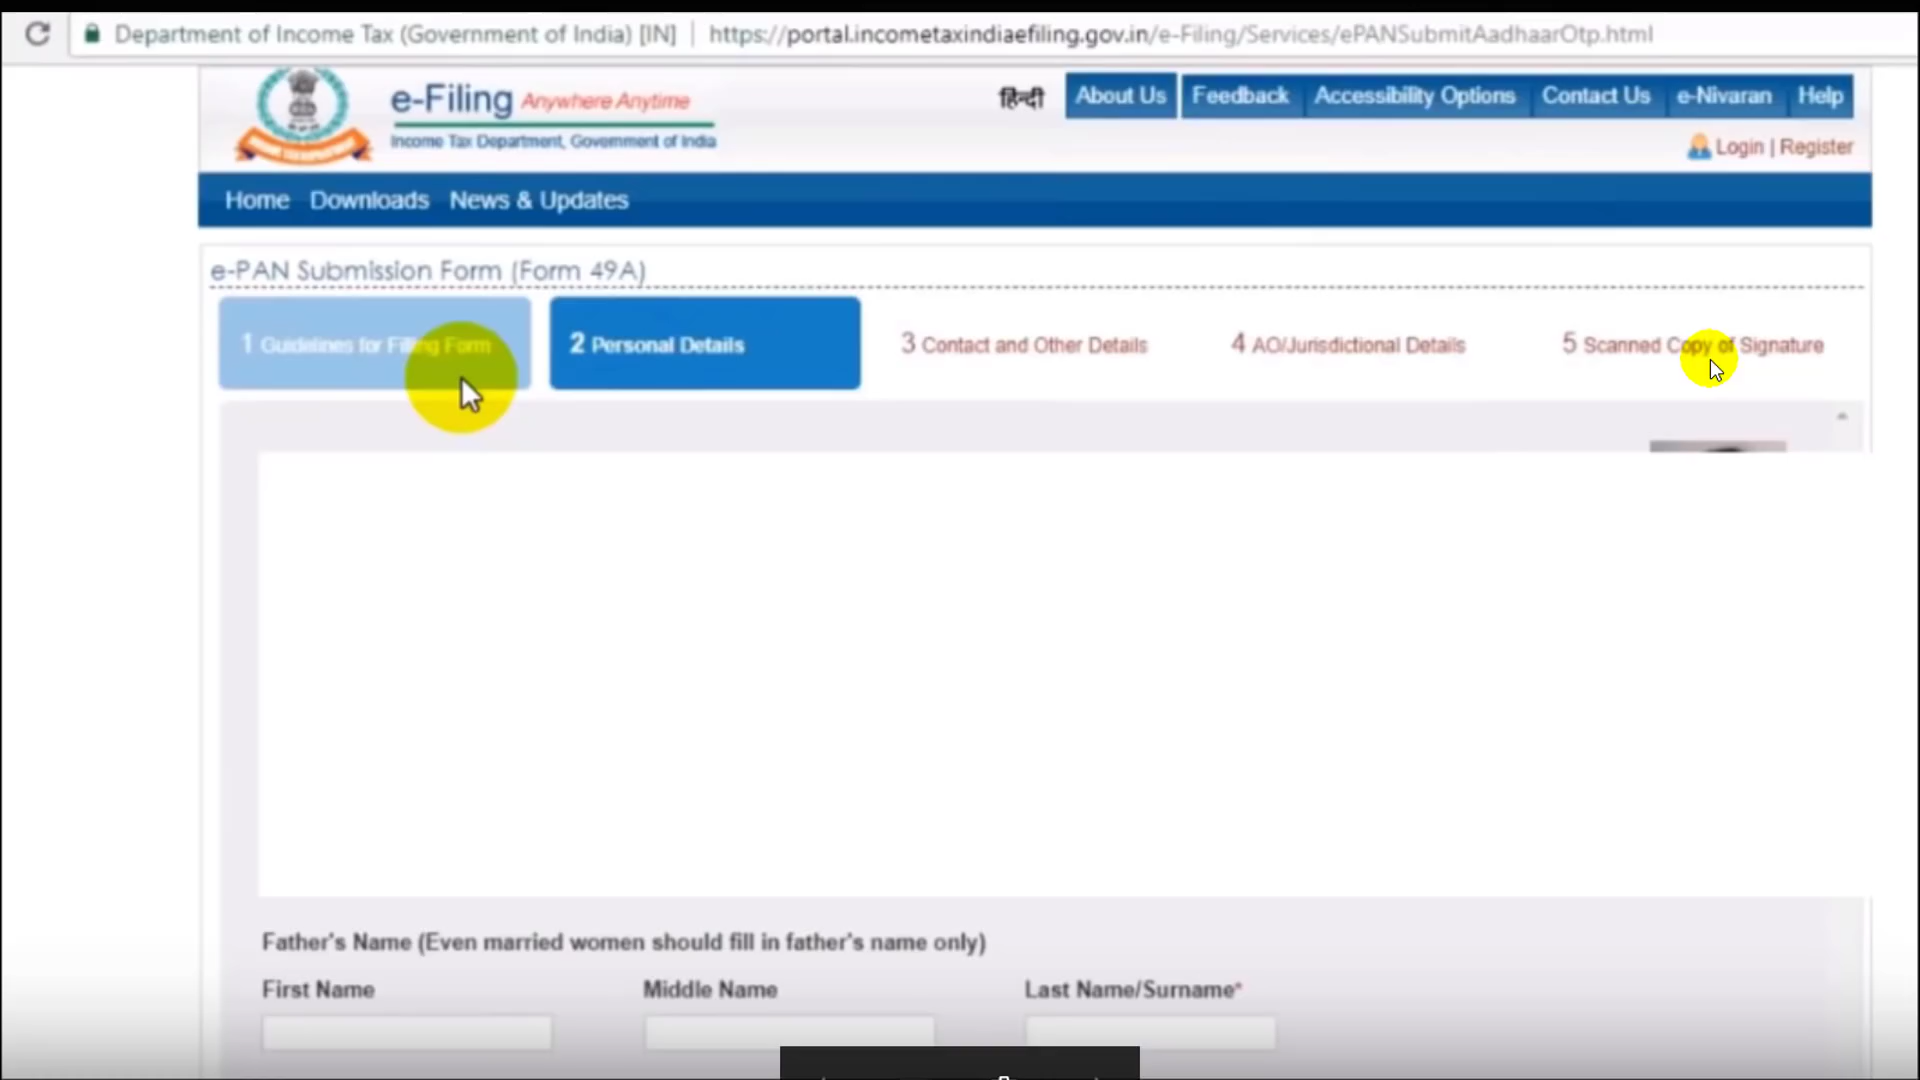 Department of Income Tax (Government of India) [IN] | https://portal.incometaxindiaefiling.gov.in/e-Filing/Services/ePANSubmitAadhaarOtp.html
e-Filing Anywhere Anytime
Income Tax Department, Government of India
हिन्दी About Us Feedback Accessibility Options Contact Us e-Nivaran Help
Login | Register
Home Downloads News & Updates
e-PAN Submission Form (Form 49A)
1 Guidelines for Filling Form 2 Personal Details 3 Contact and Other Details 4 AO/Jurisdictional Details 5 Scanned Copy of Signature
Father's Name (Even married women should fill in father's name only)
First Name Middle Name Last Name/Surname*